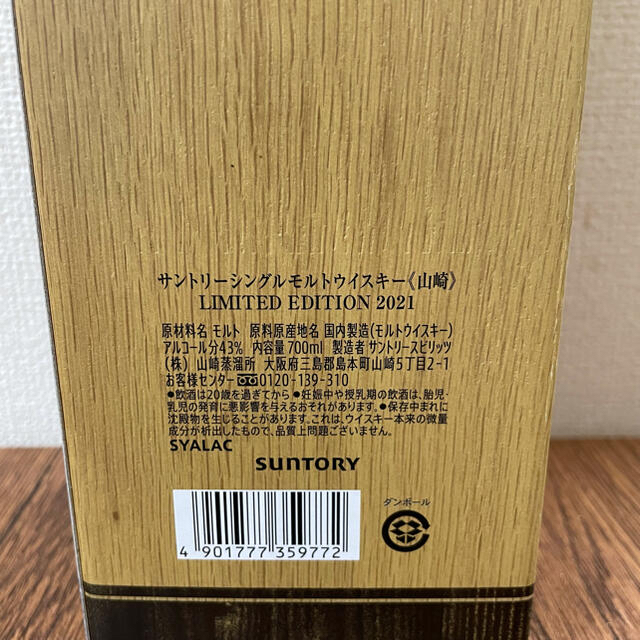 サントリーシングルモルトウイスキー《山崎》
LIMITED EDITION 2021
原材料名 モルト 原料原産地名 国内製造(モルトウイスキー)
アルコール分43% 内容量700ml 製造者 サントリースピリッツ
(株) 山崎蒸溜所 大阪府三島郡島本町山崎5丁目2-1
お客様センター 0120-139-310
●飲酒は20歳を過ぎてから ●妊娠中や授乳期の飲酒は、胎児・
乳児の発育に悪影響を与えるおそれがあります。●保存中まれに
沈殿物を生じることがあります。これは、ウイスキー本来の微量
成分が析出したもので、品質上問題ございません。
SYALAC
SUNTORY
ダンボール
4 901777 359772